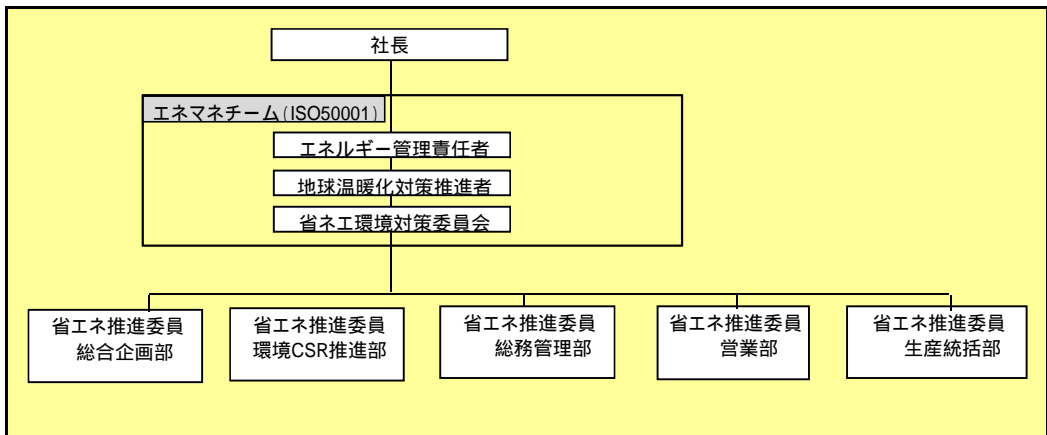 社長
エネマネチーム(ISO50001)
エネルギー管理責任者
地球温暖化対策推進者
省ネエ環境対策委員会
省エネ推進委員
総合企画部
省エネ推進委員
環境CSR推進部
省エネ推進委員
総務管理部
省エネ推進委員
営業部
省エネ推進委員
生産統括部